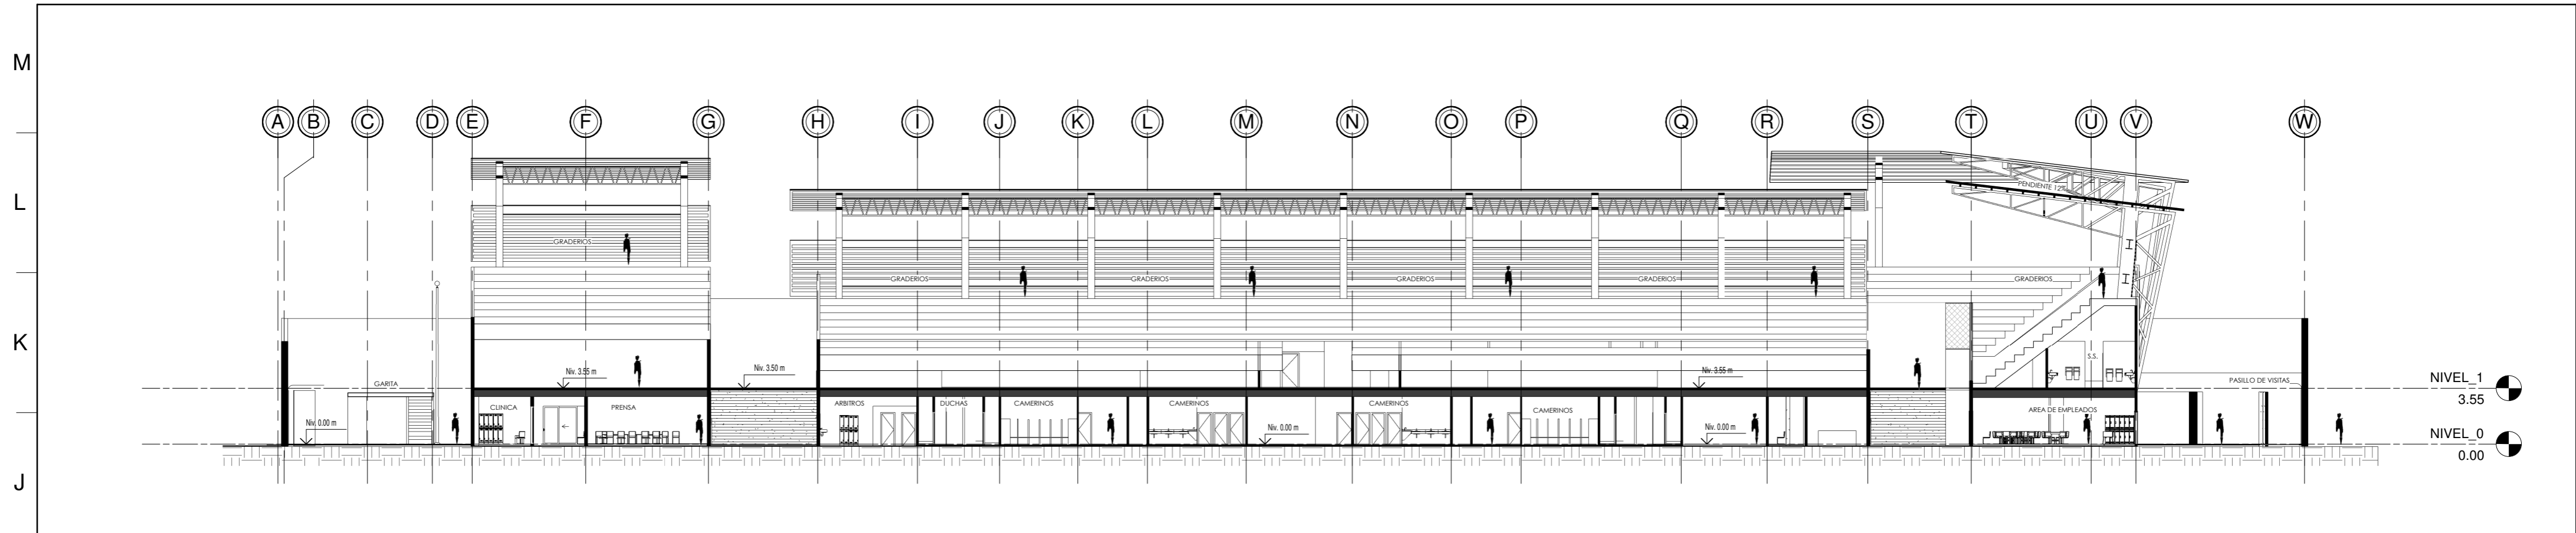 M
A B C D E F G H I J K L M N O P Q R S T U V W
L
PENDIENTE 12%
GRADERIOS
GRADERIOS GRADERIOS GRADERIOS GRADERIOS GRADERIOS
K
S.S.
Niv. 3.55 m Niv. 3.50 m Niv. 3.55 m
GARITA PASILLO DE VISITAS
NIVEL_1
3.55
CLINICA PRENSA ARBITROS DUCHAS CAMERINOS CAMERINOS CAMERINOS CAMERINOS AREA DE EMPLEADOS
Niv. 0.00 m Niv. 0.00 m Niv. 0.00 m
NIVEL_0
0.00
J